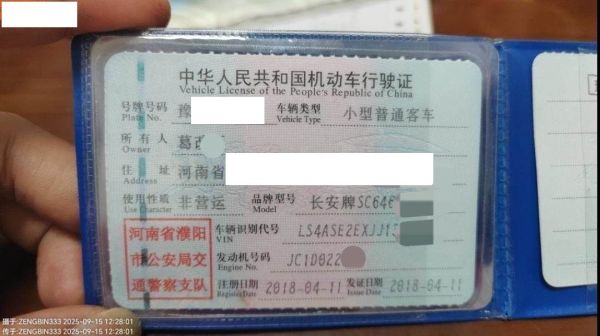 中华人民共和国机动车行驶证
Vehicle License of the People's Republic of China
号牌号码 豫 车辆类型 小型普通客车
Plate No. Vehicle Type
所有人 葛
Owner
住址 河南省
Address
使用性质 非营运 品牌型号 长安牌SC646
Use Character Model
河南省濮阳 车辆识别代号 LS4ASE2EXJJ1
VIN
市公安局交 发动机号码 JC1D022
Engine No.
通警察支队 注册日期 2018-04-11 发证日期 2018-04-11
Register Date Issue Date
摄于:ZENGBIN333 2025-09-15 12:28:01
传于:ZENGBIN333 2025-09-15 12:28:01